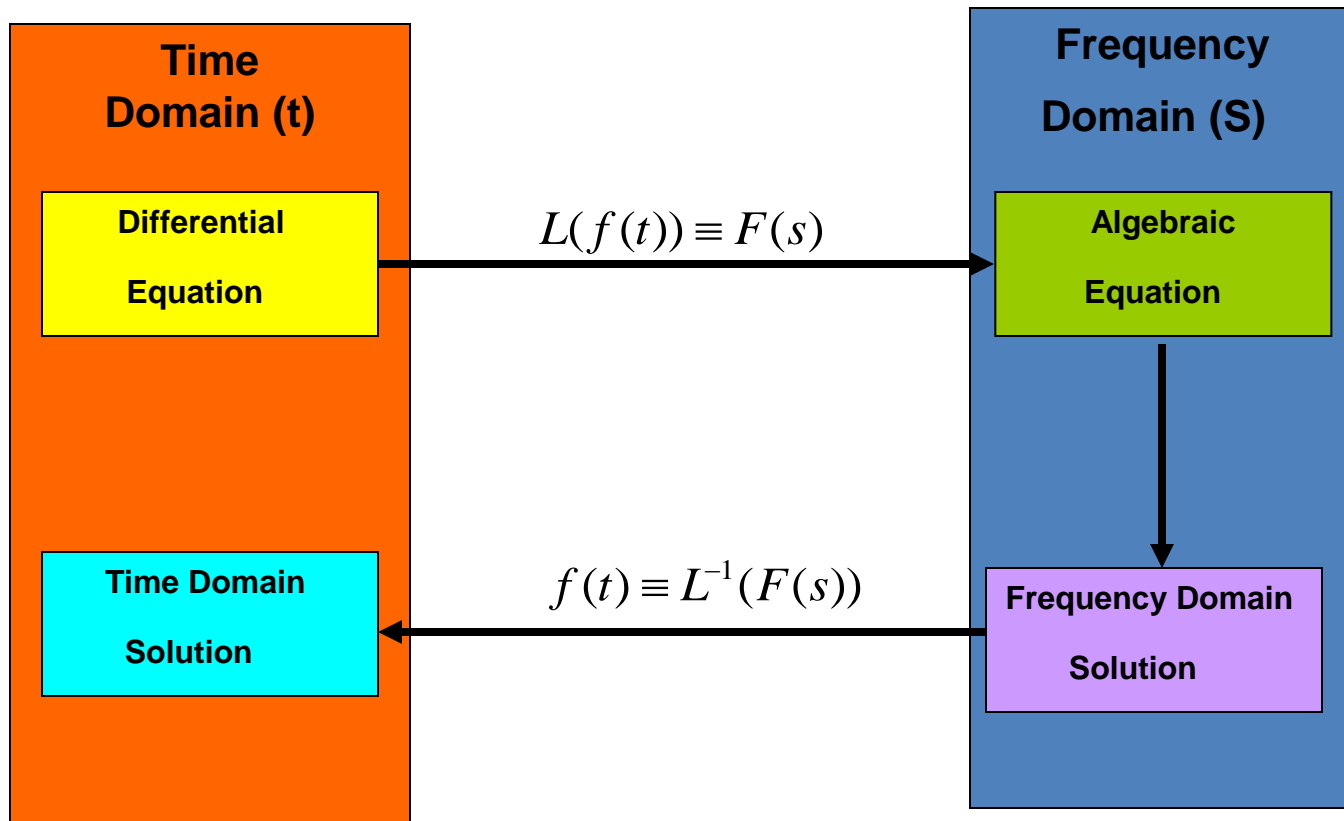 Time
Domain (t)
Frequency
Domain (S)
Differential
Equation
L(f(t)) ≡ F(s)
Algebraic
Equation
Time Domain
Solution
f(t) ≡ L⁻¹(F(s))
Frequency Domain
Solution